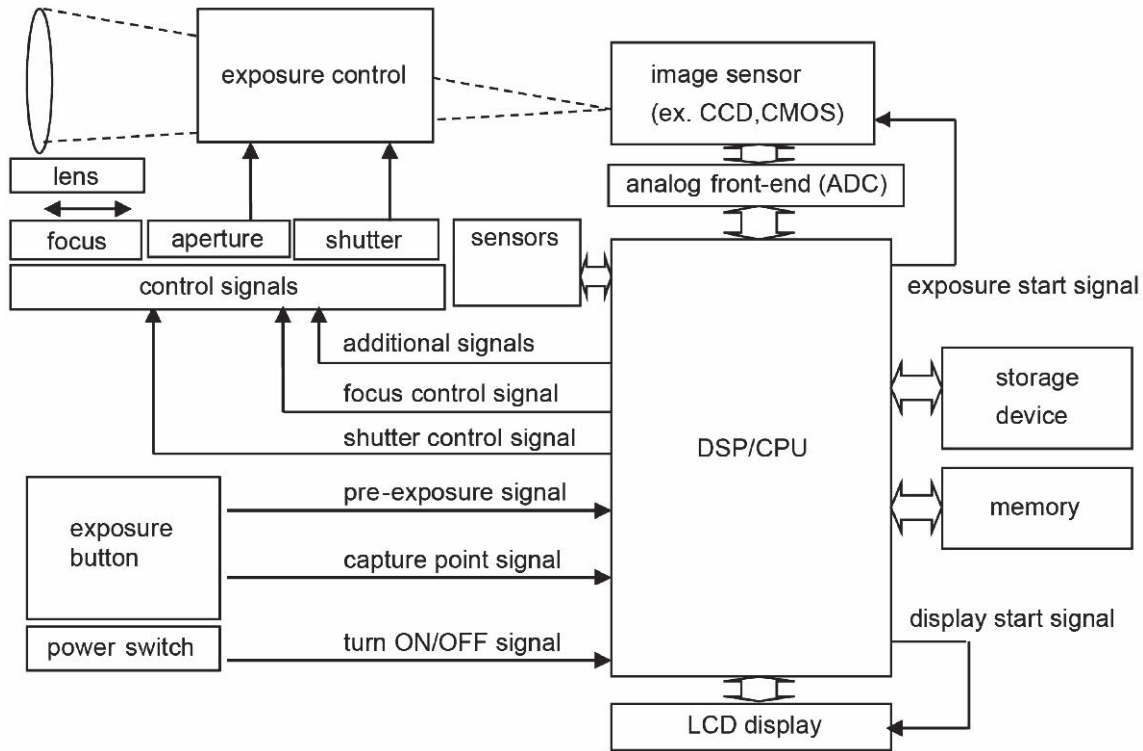 exposure control
image sensor
(ex. CCD,CMOS)
lens
analog front-end (ADC)
focus
aperture
shutter
sensors
control signals
exposure start signal
additional signals
focus control signal
shutter control signal
storage
device
DSP/CPU
pre-exposure signal
exposure
button
memory
capture point signal
display start signal
power switch
turn ON/OFF signal
LCD display